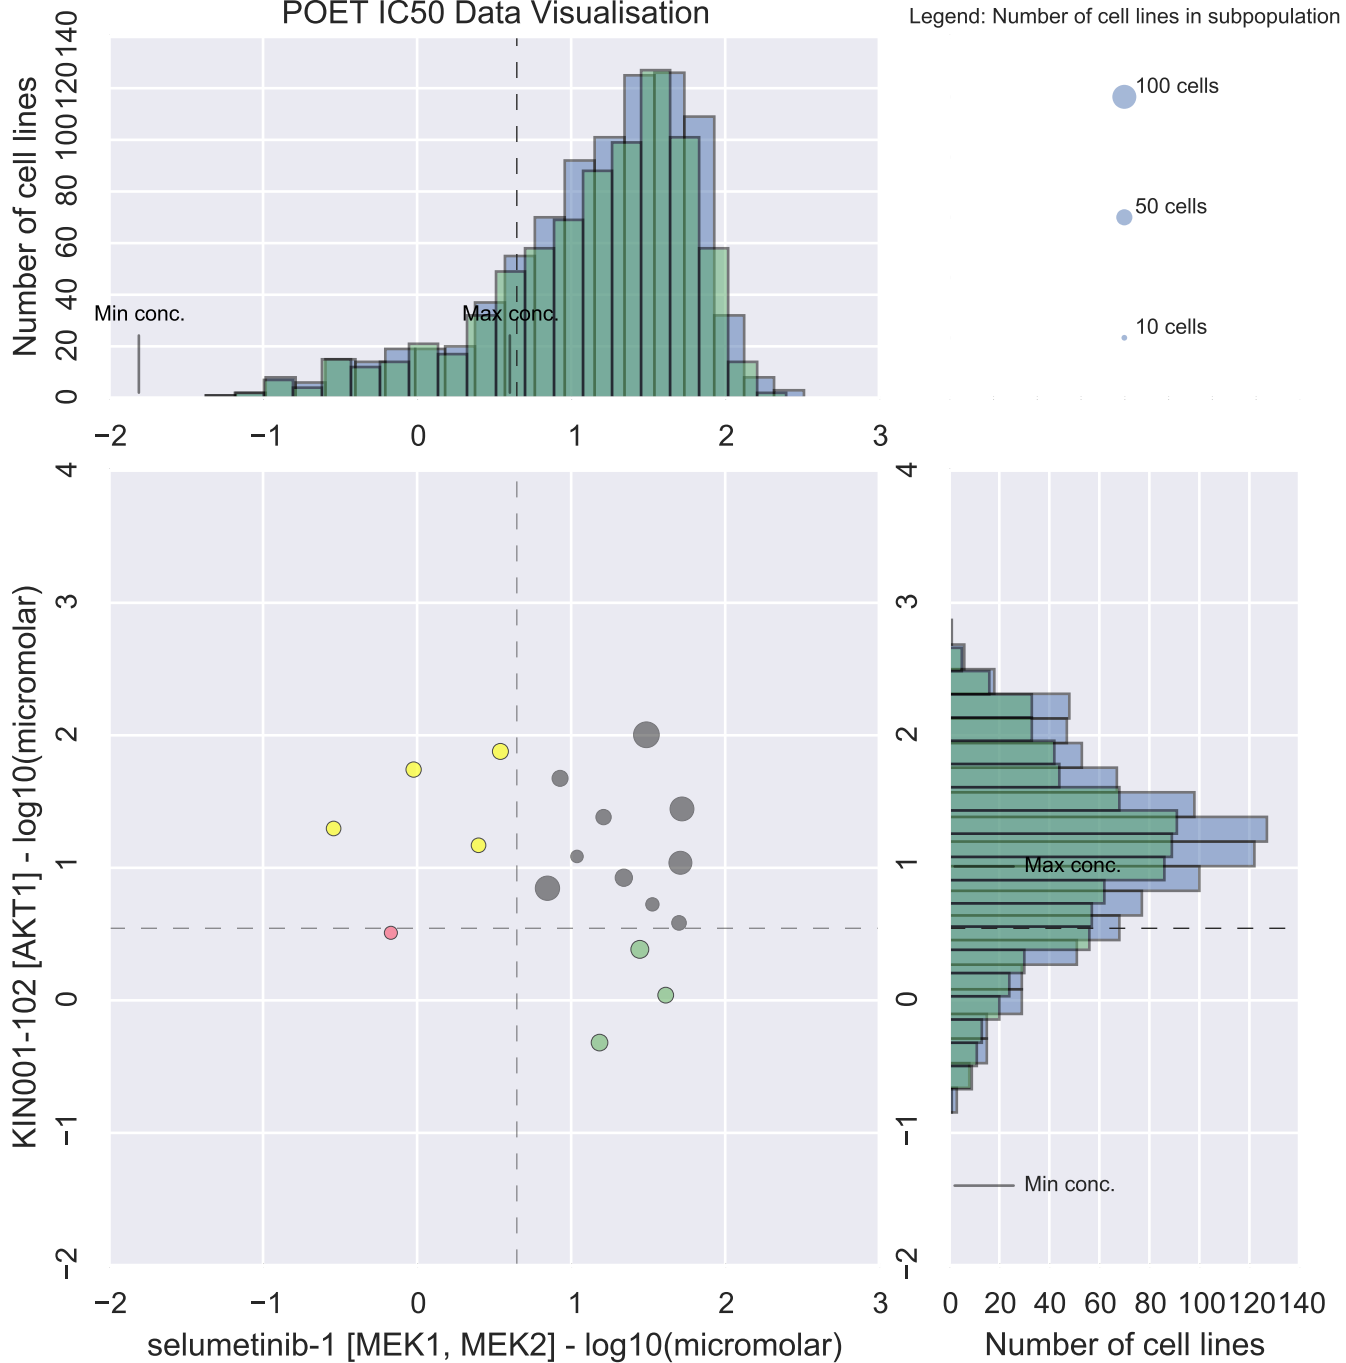 POET IC50 Data Visualisation
Legend: Number of cell lines in subpopulation
Number of cell lines
140
120
100
80
60
40
20
0
Min conc.
Max conc.
−2 −1 0 1 2 3
100 cells
50 cells
10 cells
KIN001-102 [AKT1] - log10(micromolar)
4
3
2
1
0
−1
−2
−2 −1 0 1 2 3
selumetinib-1 [MEK1, MEK2] - log10(micromolar)
4
3
2
1
0
−1
−2
Max conc.
Min conc.
0 20 40 60 80 100 120 140
Number of cell lines